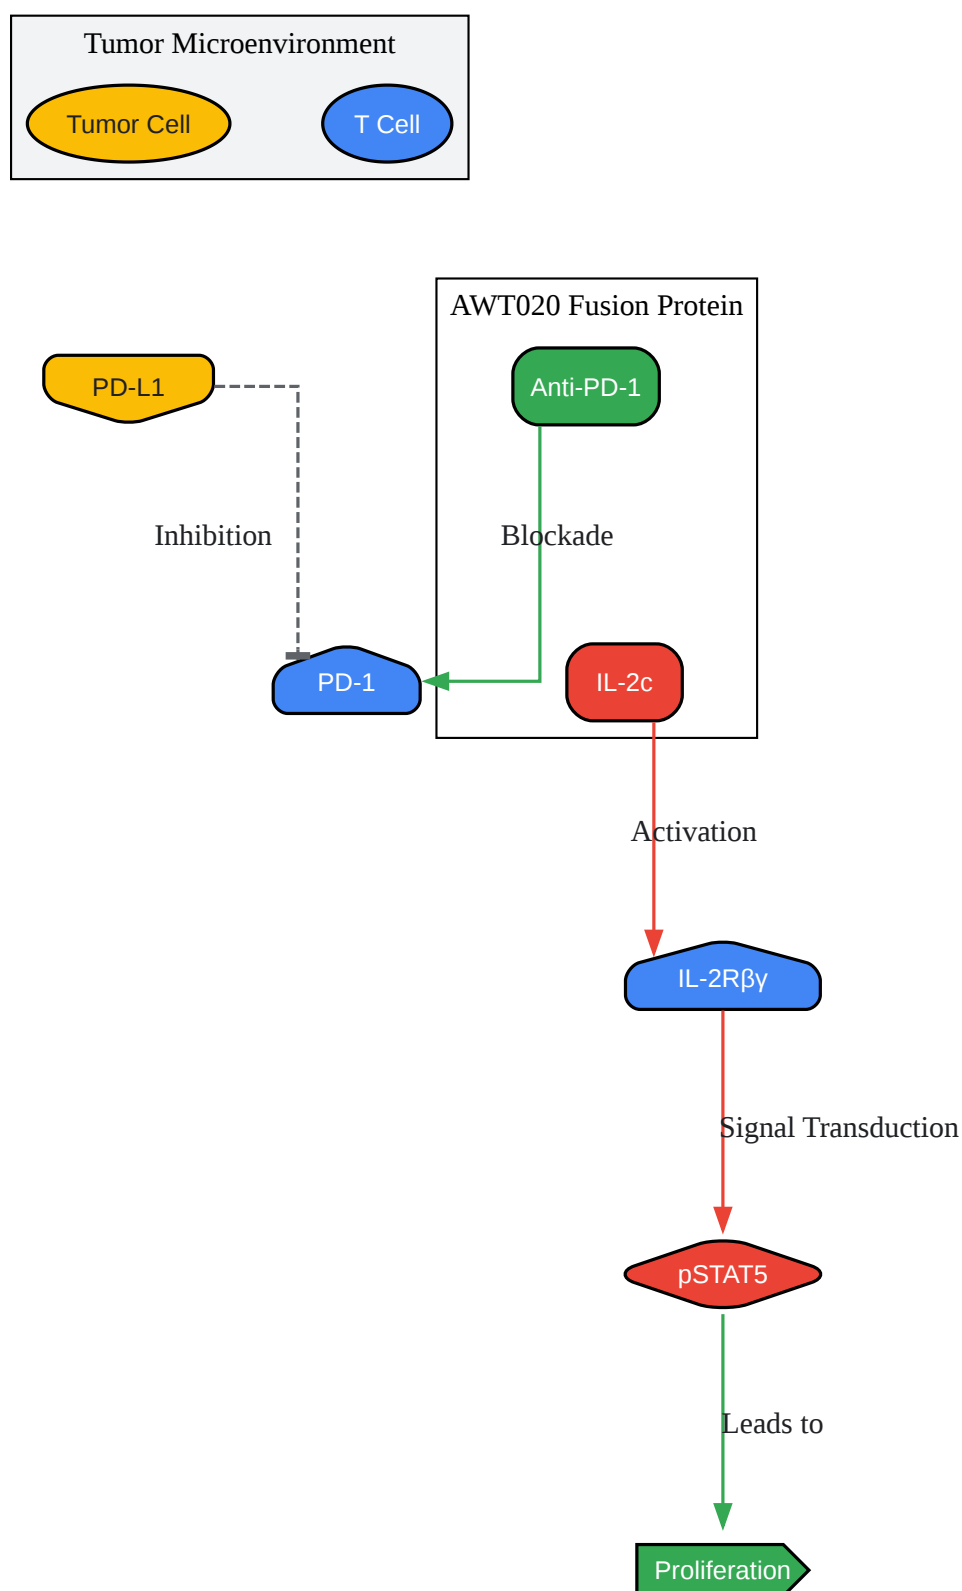 Tumor Microenvironment
Tumor Cell
T Cell
AWT020 Fusion Protein
PD-L1
Anti-PD-1
Inhibition
Blockade
PD-1
IL-2c
Activation
IL-2Rβγ
Signal Transduction
pSTAT5
Leads to
Proliferation